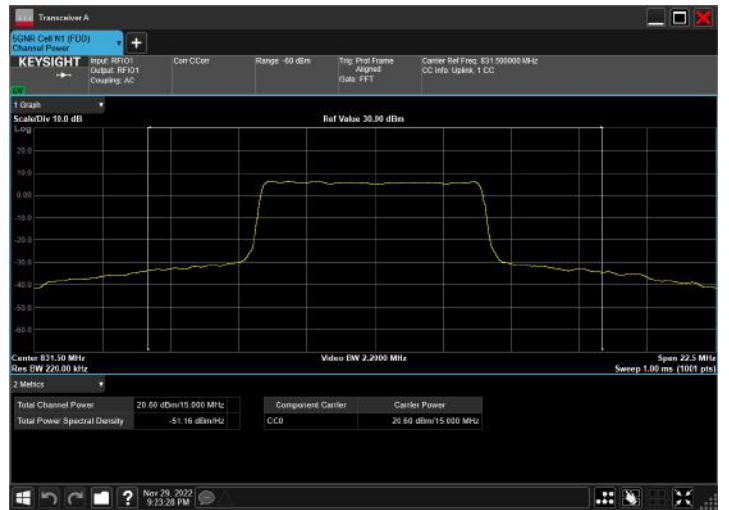 Transceiver A
5GNR Cell N1 (FDD)
Channel Power
KEYSIGHT
Input: RFIO1
Output: RFIO1
Coupling: AC
Corr CCorr
Range -60 dBm
Trig: Prot Frame
Aligned
Gate: FFT
Carrier Ref Freq: 831.500000 MHz
CC Info: Uplink, 1 CC
1 Graph
Scale/Div 10.0 dB
Ref Value 30.00 dBm
Log
20.0
10.0
0.00
-10.0
-20.0
-30.0
-40.0
-50.0
-60.0
Center 831.50 MHz
Video BW 2.2000 MHz
Span 22.5 MHz
Res BW 220.00 kHz
Sweep 1.00 ms (1001 pts)
2 Metrics
Total Channel Power 20.60 dBm/15.000 MHz
Total Power Spectral Density -51.16 dBm/Hz
Component Carrier Carrier Power
CC0 20.60 dBm/15.000 MHz
Nov 29, 2022
9:23:28 PM